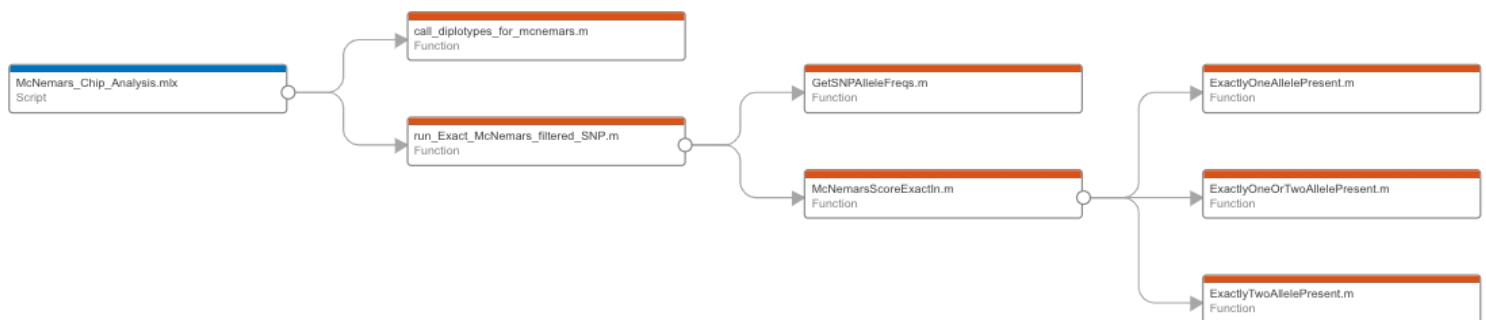 call_diplotypes_for_mcnemars.m
Function
McNemars_Chip_Analysis.mlx
Script
run_Exact_McNemars_filtered_SNP.m
Function
GetSNPAlleleFreqs.m
Function
McNemarsScoreExactIn.m
Function
ExactlyOneAllelePresent.m
Function
ExactlyOneOrTwoAllelePresent.m
Function
ExactlyTwoAllelePresent.m
Function